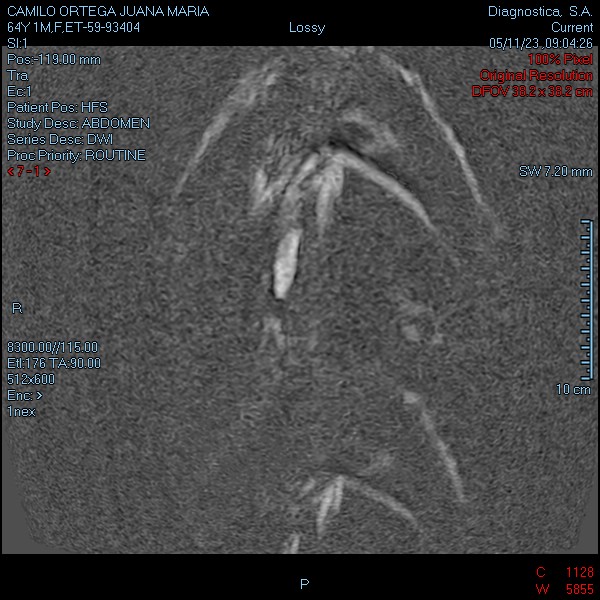 CAMILO ORTEGA JUANA MARIA
64Y 1M,F,ET-59-93404
Sl:1
Pos:-119.00 mm
Tra
Ec:1
Patient Pos: HFS
Study Desc: ABDOMEN
Series Desc: DWI
Proc Priority: ROUTINE
<7-1>
Lossy
Diagnostica, S.A.
Current
05/11/23, 09:04:26
100% Pixel
Original Resolution
DFOV 38.2 x 38.2 cm
SW 7.20 mm
R
8300.00//115.00
Etl:176 TA:90.00
512x600
Enc: >
1nex
10 cm
P
C 1128
W 5855